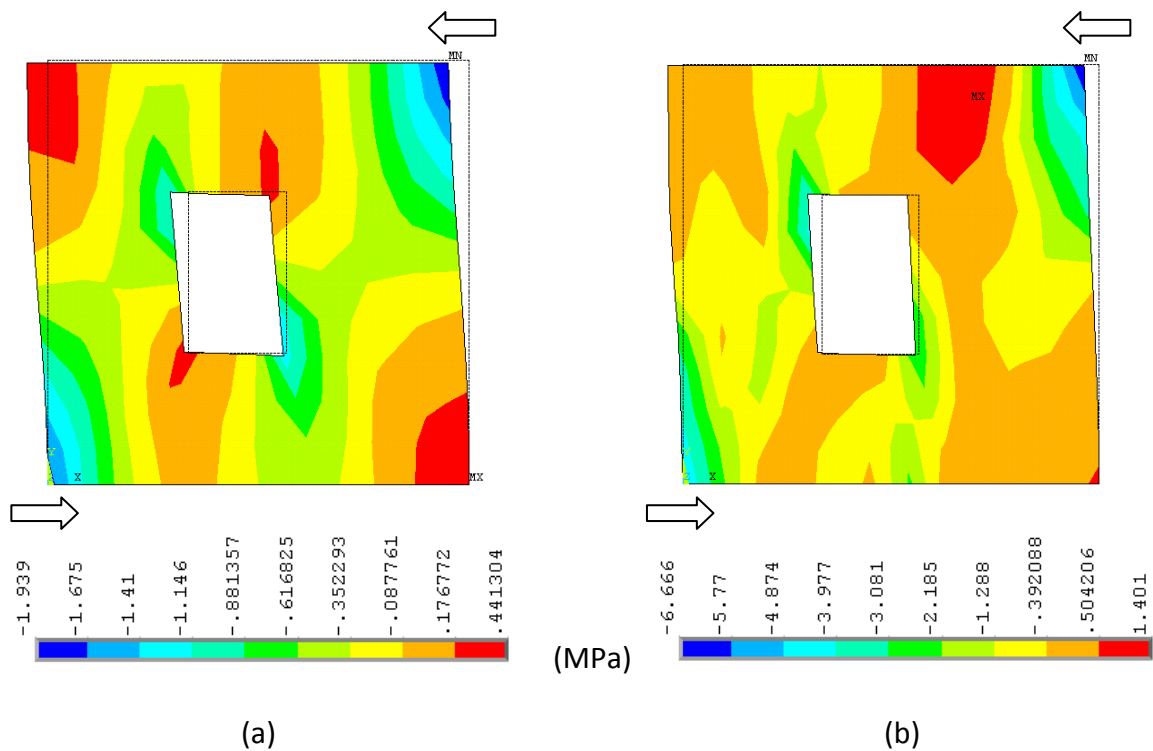 MN
MX
Z
X
-1.939
-1.675
-1.41
-1.146
-.881357
-.616825
-.352293
-.087761
.176772
.441304
(a)
MN
MX
Z
X
-6.666
-5.77
-4.874
-3.977
-3.081
-2.185
-1.288
-.392088
.504206
1.401
(MPa)
(b)